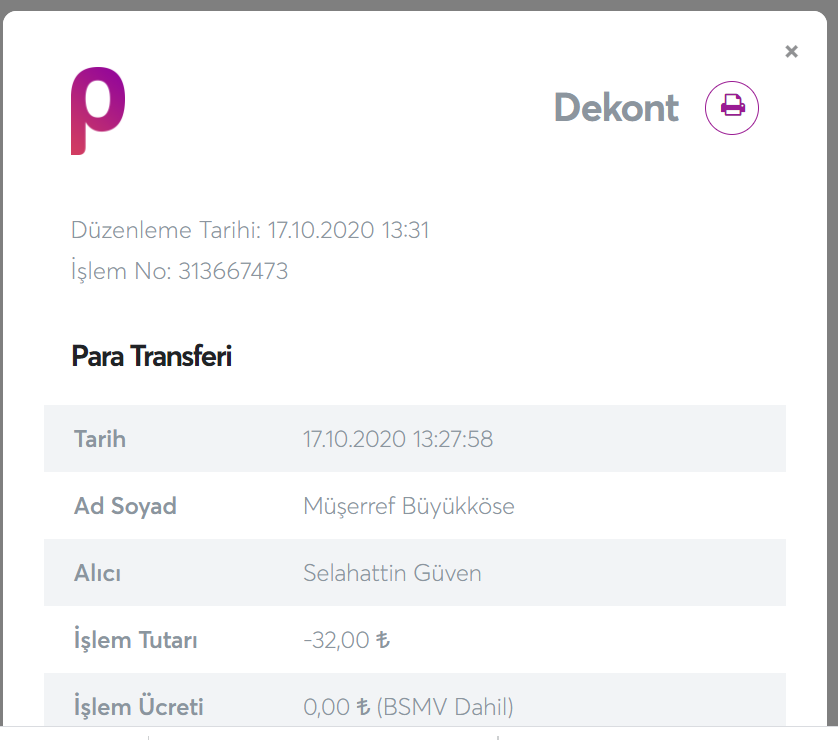 ×
p
Dekont
Düzenleme Tarihi: 17.10.2020 13:31
İşlem No: 313667473
Para Transferi
Tarih 17.10.2020 13:27:58
Ad Soyad Müşerref Büyükköse
Alıcı Selahattin Güven
İşlem Tutarı -32,00 ₺
İşlem Ücreti 0,00 ₺ (BSMV Dahil)